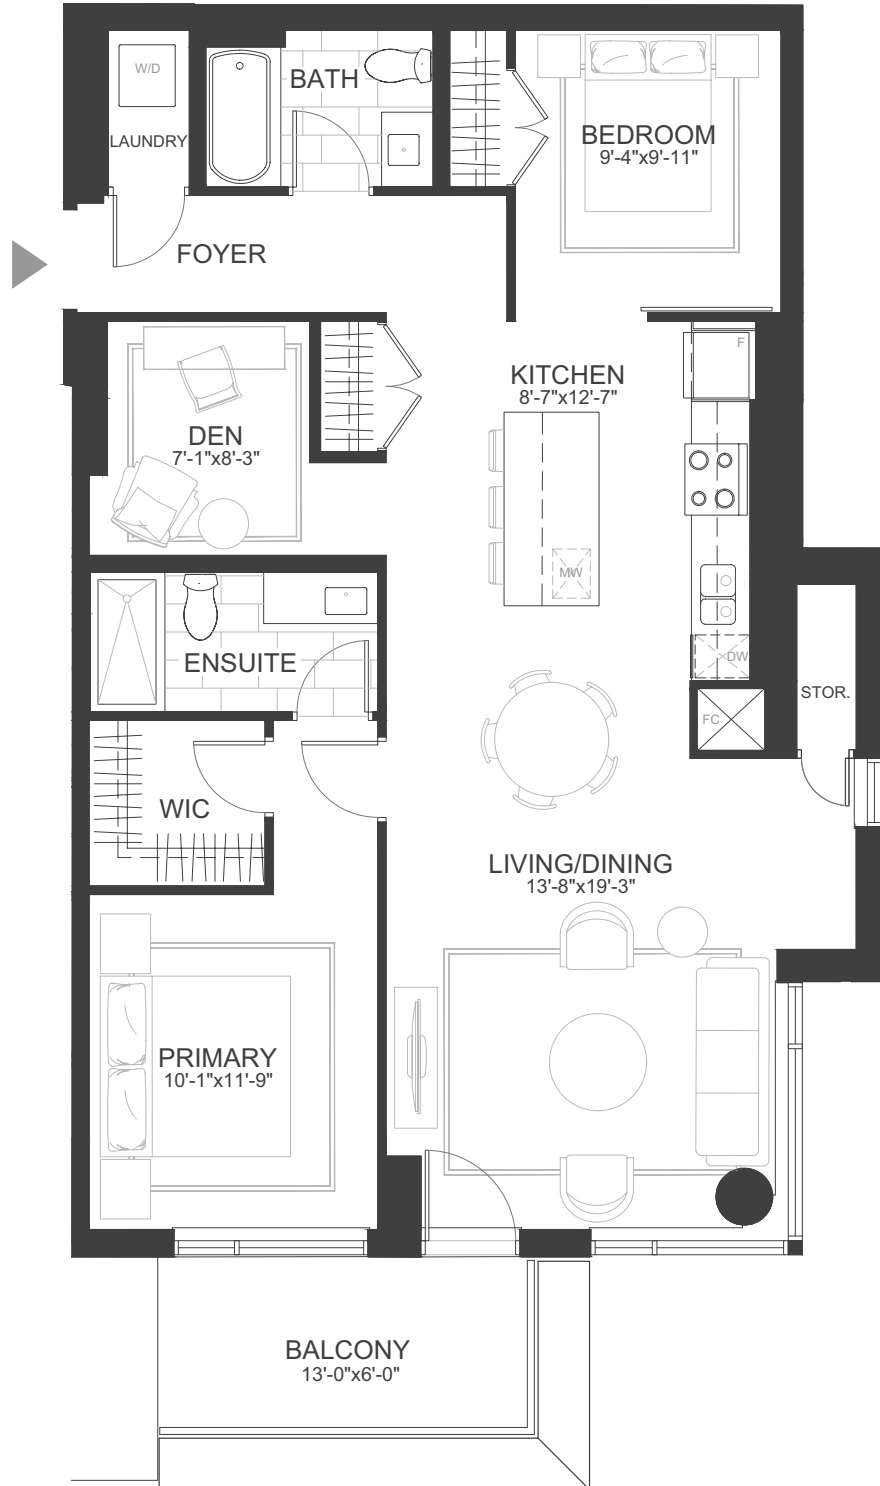 W/D
LAUNDRY
BATH
BEDROOM
9'-4"x9'-11"
FOYER
KITCHEN
8'-7"x12'-7"
F
DEN
7'-1"x8'-3"
MW
DW
ENSUITE
FC
STOR.
WIC
LIVING/DINING
13'-8"x19'-3"
PRIMARY
10'-1"x11'-9"
BALCONY
13'-0"x6'-0"